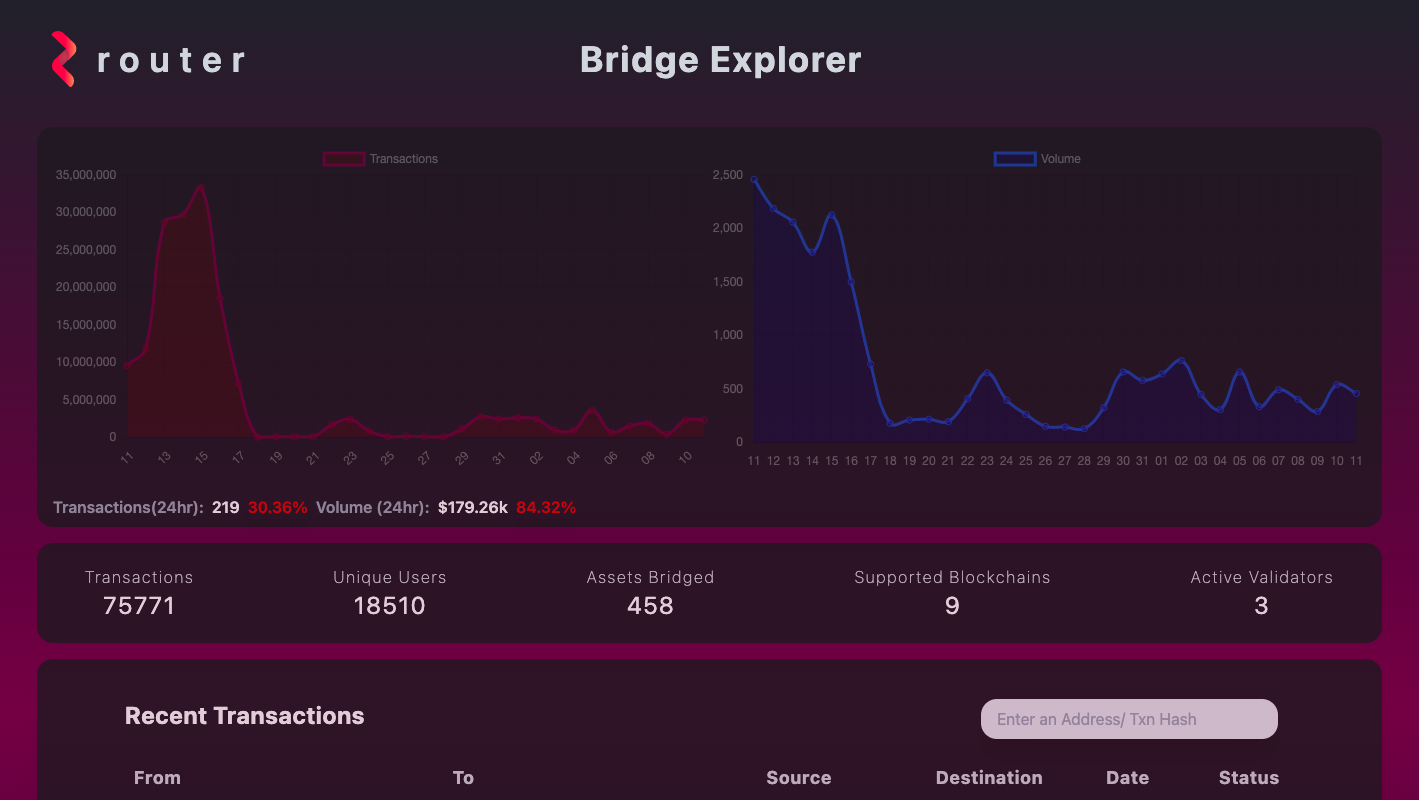 router
Bridge Explorer
Transactions
35,000,000
30,000,000
25,000,000
20,000,000
15,000,000
10,000,000
5,000,000
0
11 13 15 17 19 21 23 25 27 29 31 02 04 06 08 10
Volume
2,500
2,000
1,500
1,000
500
0
11 12 13 14 15 16 17 18 19 20 21 22 23 24 25 26 27 28 29 30 31 01 02 03 04 05 06 07 08 09 10 11
Transactions(24hr): 219 30.36% Volume (24hr): $179.26k 84.32%
Transactions
75771
Unique Users
18510
Assets Bridged
458
Supported Blockchains
9
Active Validators
3
Recent Transactions
Enter an Address/ Txn Hash
From To Source Destination Date Status